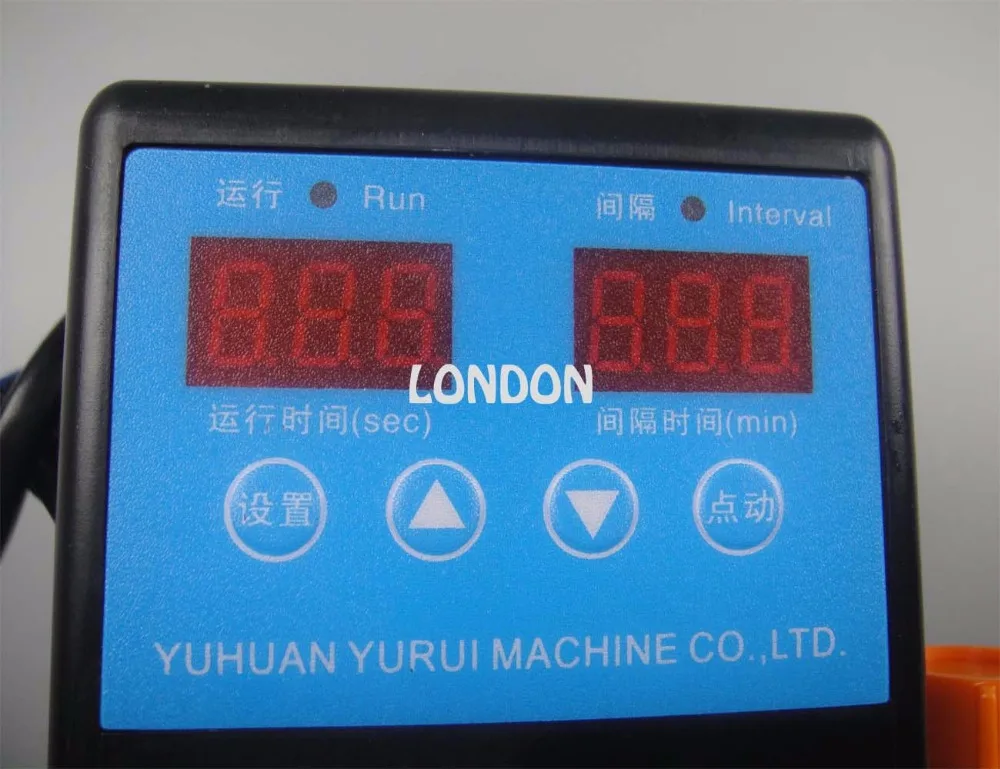 运行 Run 间隔 Interval
LONDON
运行时间(sec) 间隔时间(min)
设置 点动
YUHUAN YURUI MACHINE CO.,LTD.